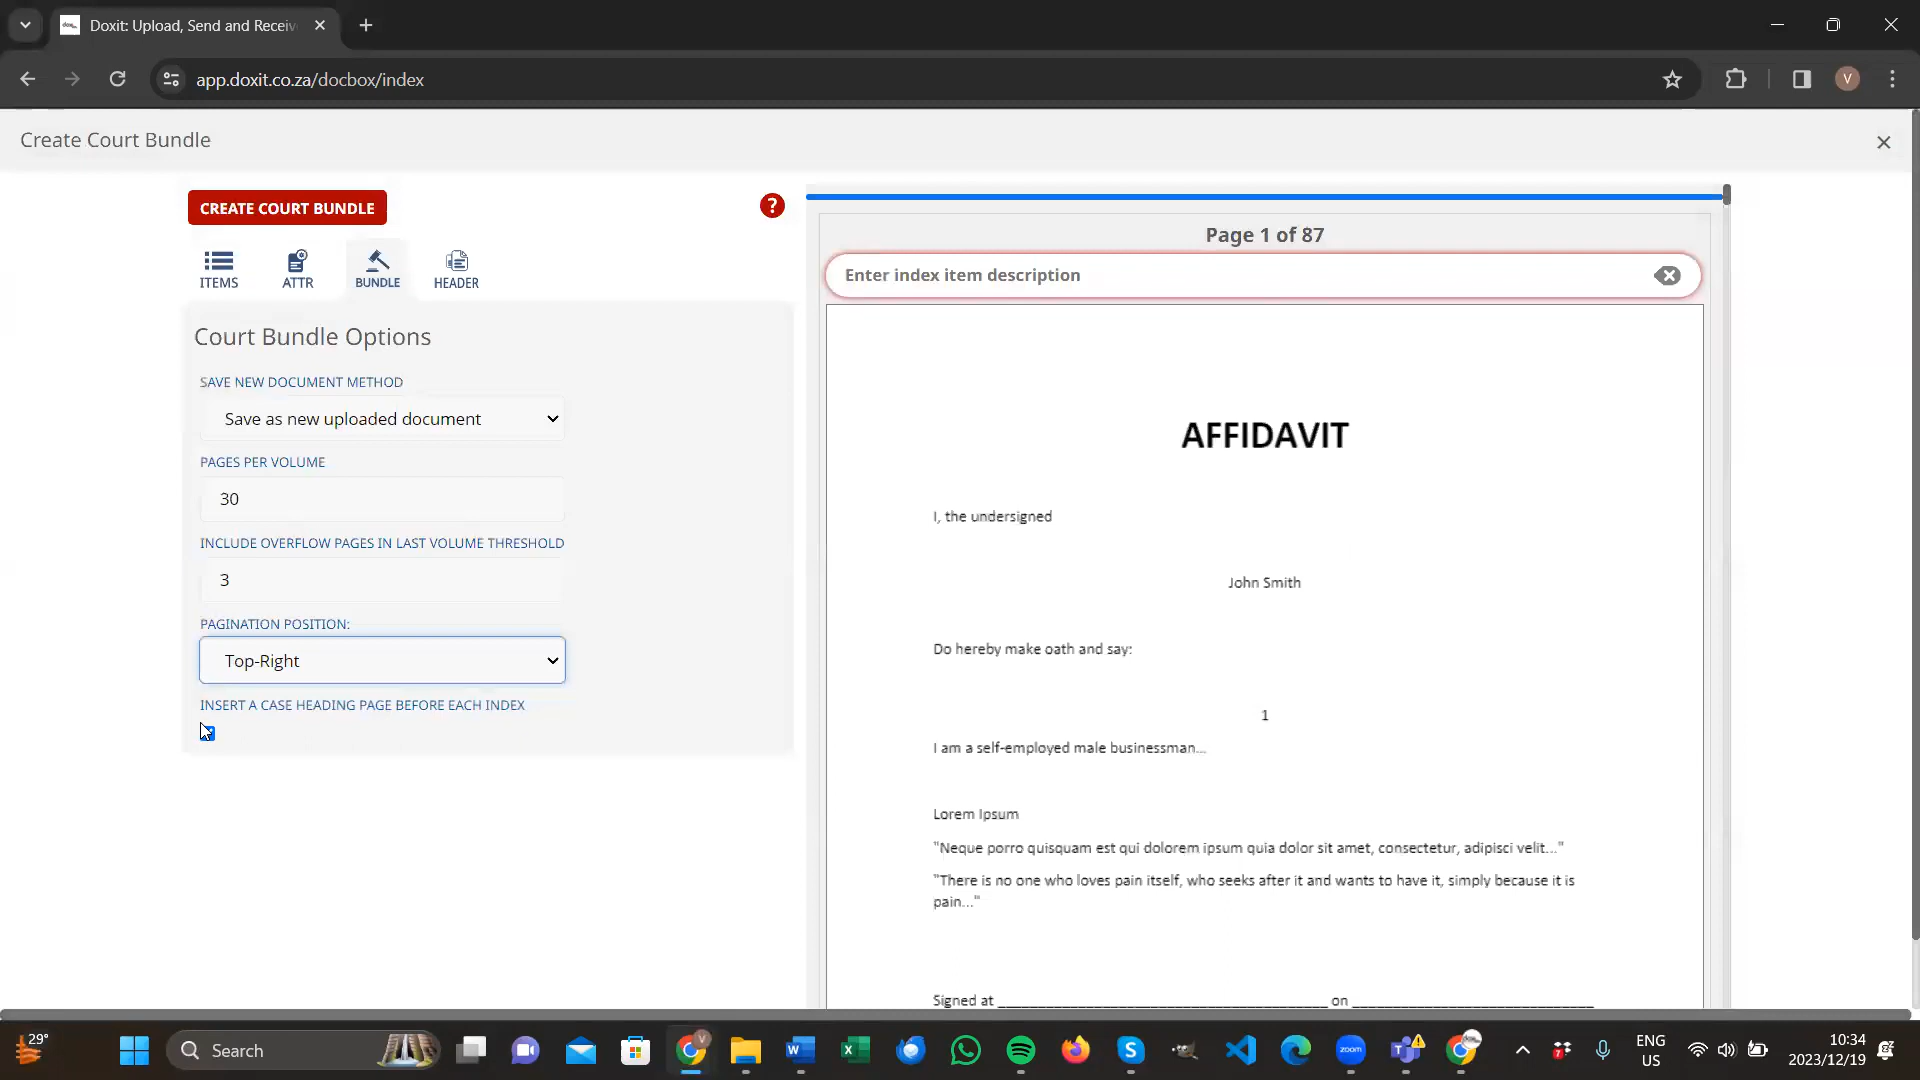 Doxit: Upload, Send and Receiv
app.doxit.co.za/docbox/index
V
Create Court Bundle
CREATE COURT BUNDLE
?
ITEMS
ATTR
BUNDLE
HEADER
Court Bundle Options
SAVE NEW DOCUMENT METHOD
Save as new uploaded document
PAGES PER VOLUME
30
INCLUDE OVERFLOW PAGES IN LAST VOLUME THRESHOLD
3
PAGINATION POSITION:
Top-Right
INSERT A CASE HEADING PAGE BEFORE EACH INDEX
Page 1 of 87
Enter index item description
AFFIDAVIT
I, the undersigned
John Smith
Do hereby make oath and say:
1
I am a self-employed male businessman...
Lorem Ipsum
"Neque porro quisquam est qui dolorem ipsum quia dolor sit amet, consectetur, adipisci velit..."
"There is no one who loves pain itself, who seeks after it and wants to have it, simply because it is
pain..."
Signed at ______________________ on ______________________
29°
Search
zoom
ENG
US
10:34
2023/12/19